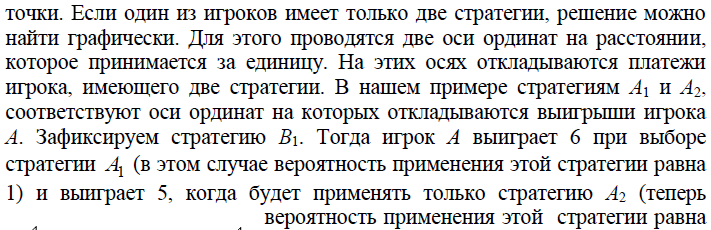 точки. Если один из игроков имеет только две стратегии, решение можно
найти графически. Для этого проводятся две оси ординат на расстоянии,
которое принимается за единицу. На этих осях откладываются платежи
игрока, имеющего две стратегии. В нашем примере стратегиям A₁ и A₂,
соответствуют оси ординат на которых откладываются выигрыши игрока
A. Зафиксируем стратегию B₁. Тогда игрок A выиграет 6 при выборе
стратегии A₁ (в этом случае вероятность применения этой стратегии равна
1) и выиграет 5, когда будет применять только стратегию A₂ (теперь
вероятность применения этой стратегии равна